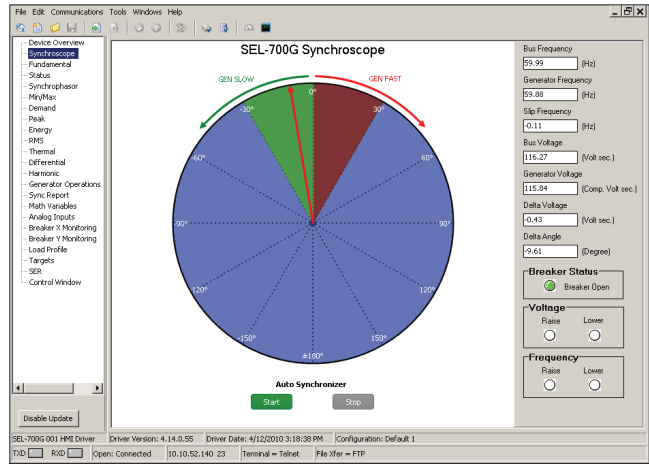 File Edit Communications Tools Windows Help
Device Overview
Synchroscope
Fundamental
Status
Synchrophasor
Min/Max
Demand
Peak
Energy
RMS
Thermal
Differential
Harmonic
Generator Operations
Sync Report
Math Variables
Analog Inputs
Breaker X Monitoring
Breaker Y Monitoring
Load Profile
Targets
SER
Control Window
Disable Update
SEL-700G Synchroscope
GEN SLOW
GEN FAST
0°
-30°
30°
-60°
60°
-90°
90°
-120°
120°
-150°
150°
±180°
Auto Synchronizer
Start
Stop
Bus Frequency
59.99 (Hz)
Generator Frequency
59.88 (Hz)
Slip Frequency
-0.11 (Hz)
Bus Voltage
116.27 (Volt sec.)
Generator Voltage
115.84 (Comp. Volt sec.)
Delta Voltage
-0.43 (Volt sec.)
Delta Angle
-9.61 (Degree)
Breaker Status
Breaker Open
Voltage
Raise Lower
Frequency
Raise Lower
SEL-700G 001 HMI Driver Driver Version: 4.14.0.55 Driver Date: 4/12/2010 3:18:38 PM Configuration: Default 1
TXD RXD Open: Connected 10.10.52.140 23 Terminal = Telnet File Xfer = FTP